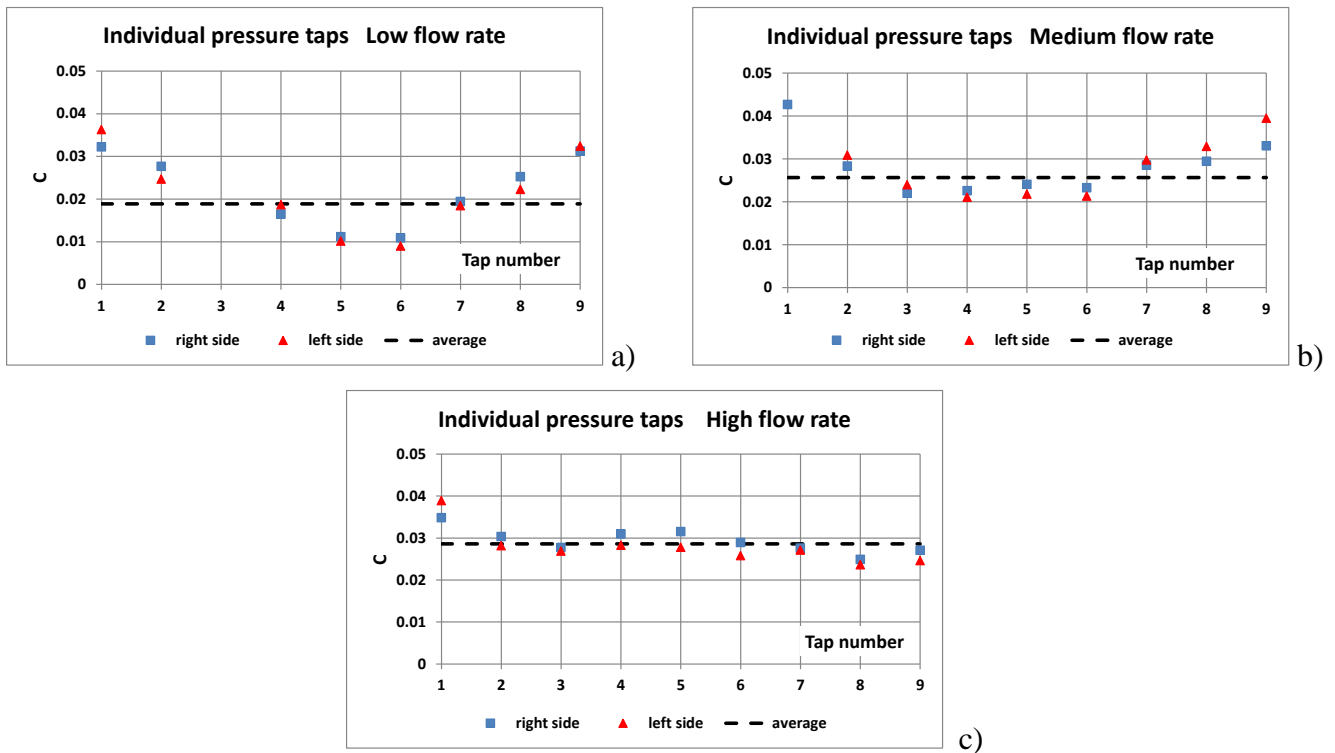 Individual pressure taps Low flow rate
0.05
0.04
0.03
0.02
0.01
0
C
Tap number
1 2 3 4 5 6 7 8 9
right side left side average
a)
Individual pressure taps Medium flow rate
0.05
0.04
0.03
0.02
0.01
0
C
Tap number
1 2 3 4 5 6 7 8 9
right side left side average
b)
Individual pressure taps High flow rate
0.05
0.04
0.03
0.02
0.01
0
C
Tap number
1 2 3 4 5 6 7 8 9
right side left side average
c)